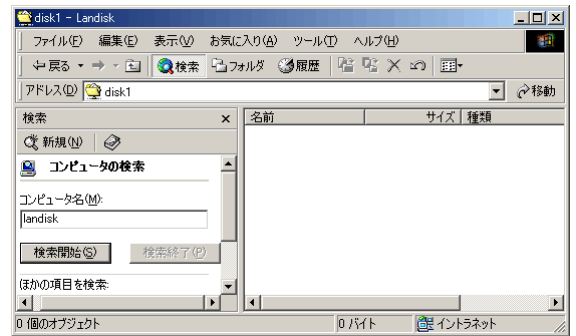 disk1 - Landisk
ファイル(F) 編集(E) 表示(V) お気に入り(A) ツール(T) ヘルプ(H)
戻る 検索 フォルダ 履歴
アドレス(D) disk1 移動
検索 × 名前 サイズ 種類
新規(N)
コンピュータの検索
コンピュータ名(M):
landisk
検索開始(S) 検索終了(P)
ほかの項目を検索:
0 個のオブジェクト 0 バイト イントラネット